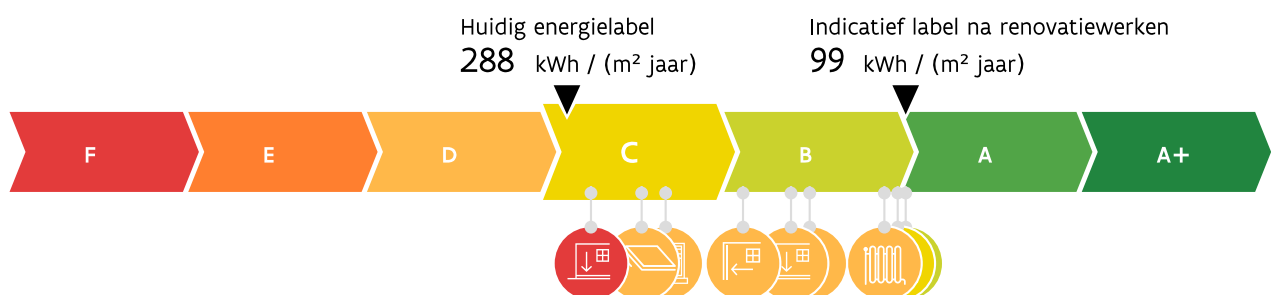 Huidig energielabel
288 kWh / (m² jaar)
Indicatief label na renovatiewerken
99 kWh / (m² jaar)
F E D C B A A+